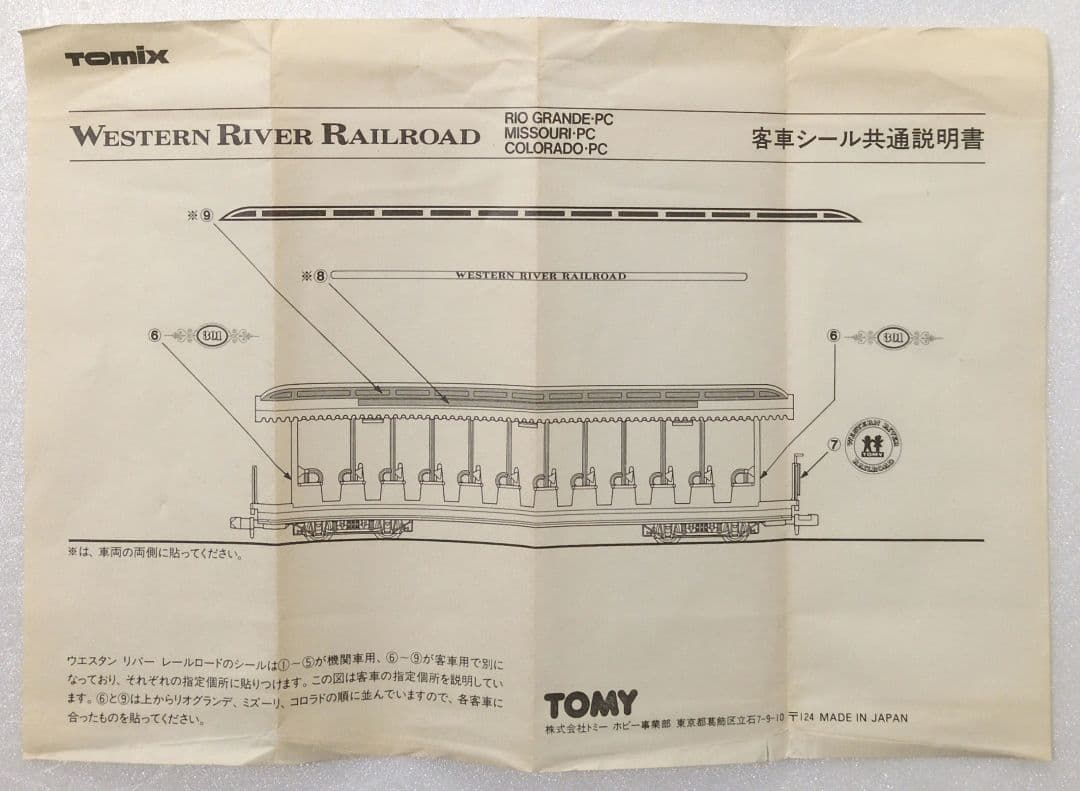 TOMIX
WESTERN RIVER RAILROAD
RIO GRANDE・PC
MISSOURI・PC
COLORADO・PC
客車シール共通説明書
※⑨
※⑧ WESTERN RIVER RAILROAD
⑥ 301
⑥ 301
⑦ WESTERN RIVER
TOMY
RAILROAD
※は、車両の両側に貼ってください。
ウエスタン リバー レールロードのシールは①−⑤が機関車用、⑥−⑨が客車用で別に
なっており、それぞれの指定個所に貼りつけます。この図は客車の指定個所を説明してい
ます。⑥と⑨は上からリオグランデ、ミズーリ、コロラドの順に並んでいますので、各客車に
合ったものを貼ってください。
TOMY
株式会社トミー ホビー事業部 東京都葛飾区立石7-9-10 〒124 MADE IN JAPAN